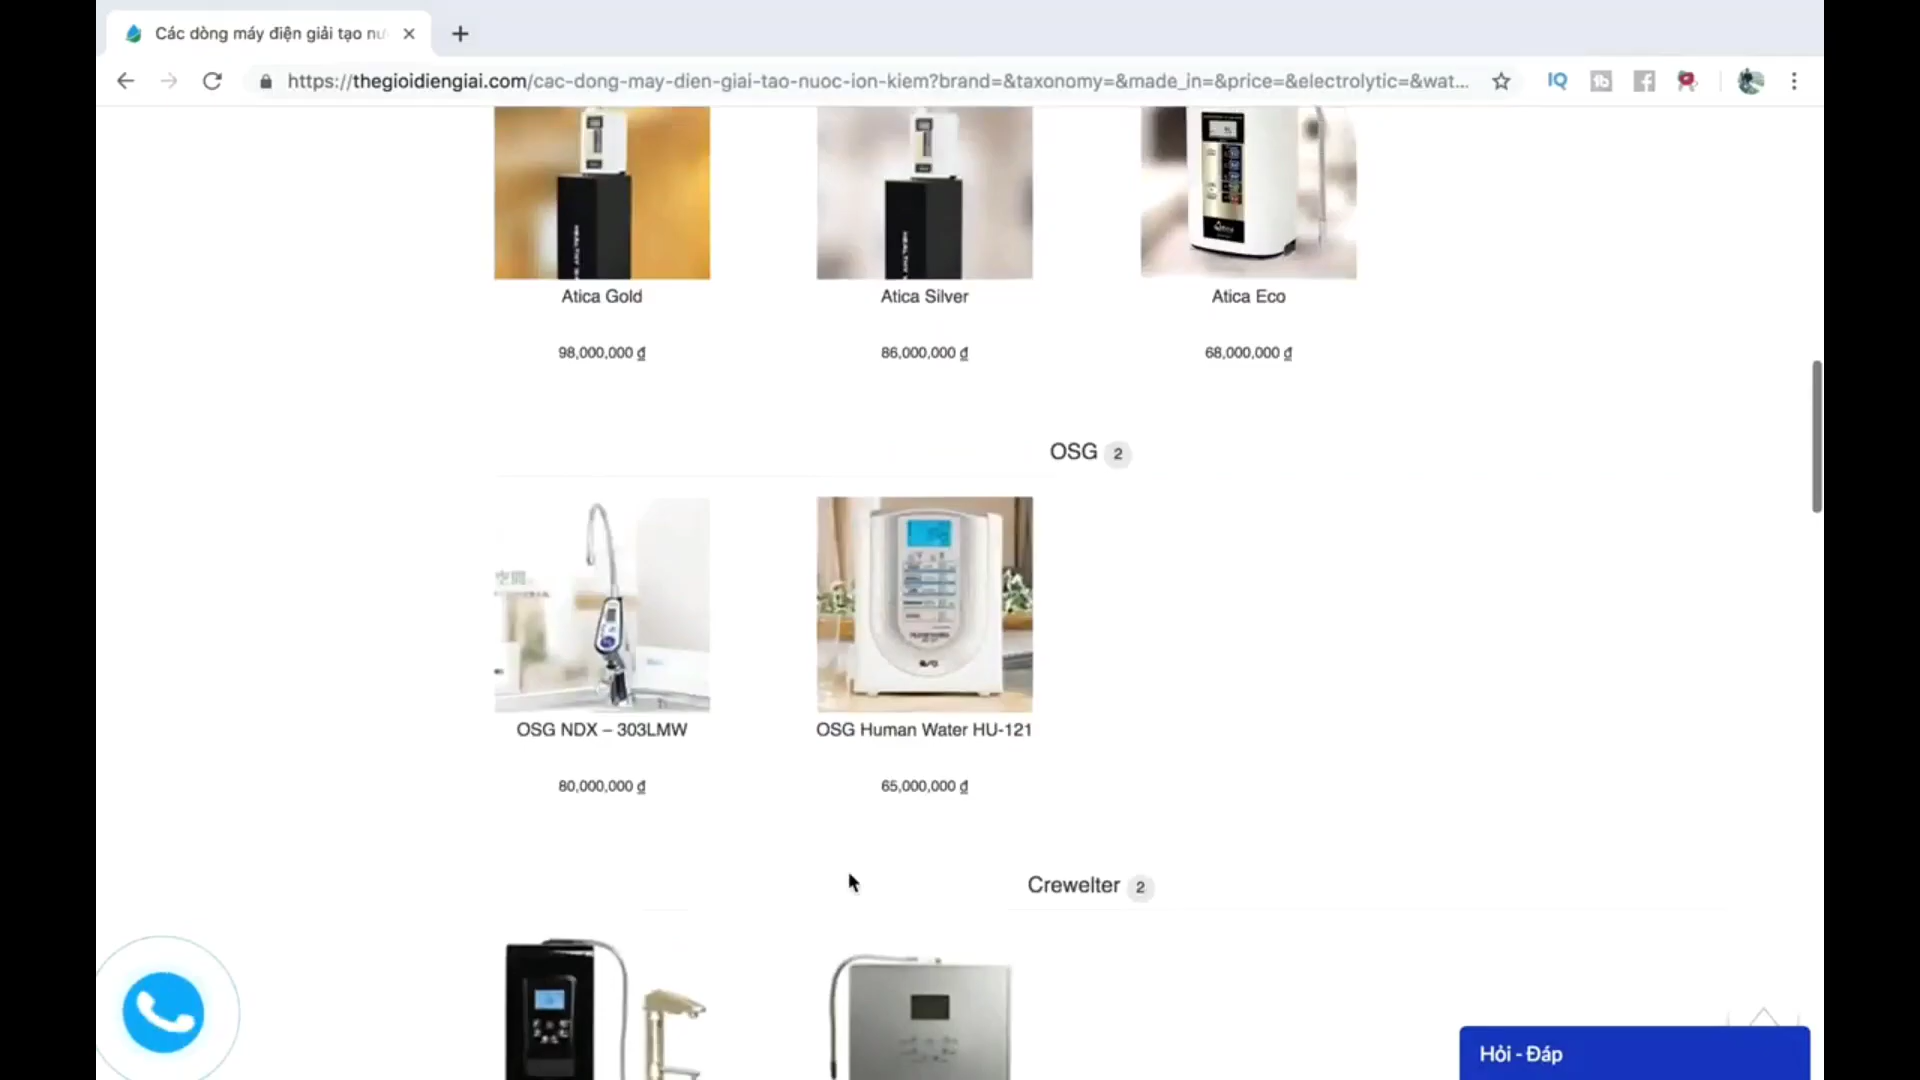 Các dòng máy điện giải tạo nu
https://thegioidiengiai.com/cac-dong-may-dien-giai-tao-nuoc-ion-kiem?brand=&taxonomy=&made_in=&price=&electrolytic=&wat...
IQ
Atica Gold
Atica Silver
Atica Eco
98,000,000 ₫
86,000,000 ₫
68,000,000 ₫
OSG 2
OSG NDX – 303LMW
OSG Human Water HU-121
80,000,000 ₫
65,000,000 ₫
Crewelter 2
Hỏi - Đáp